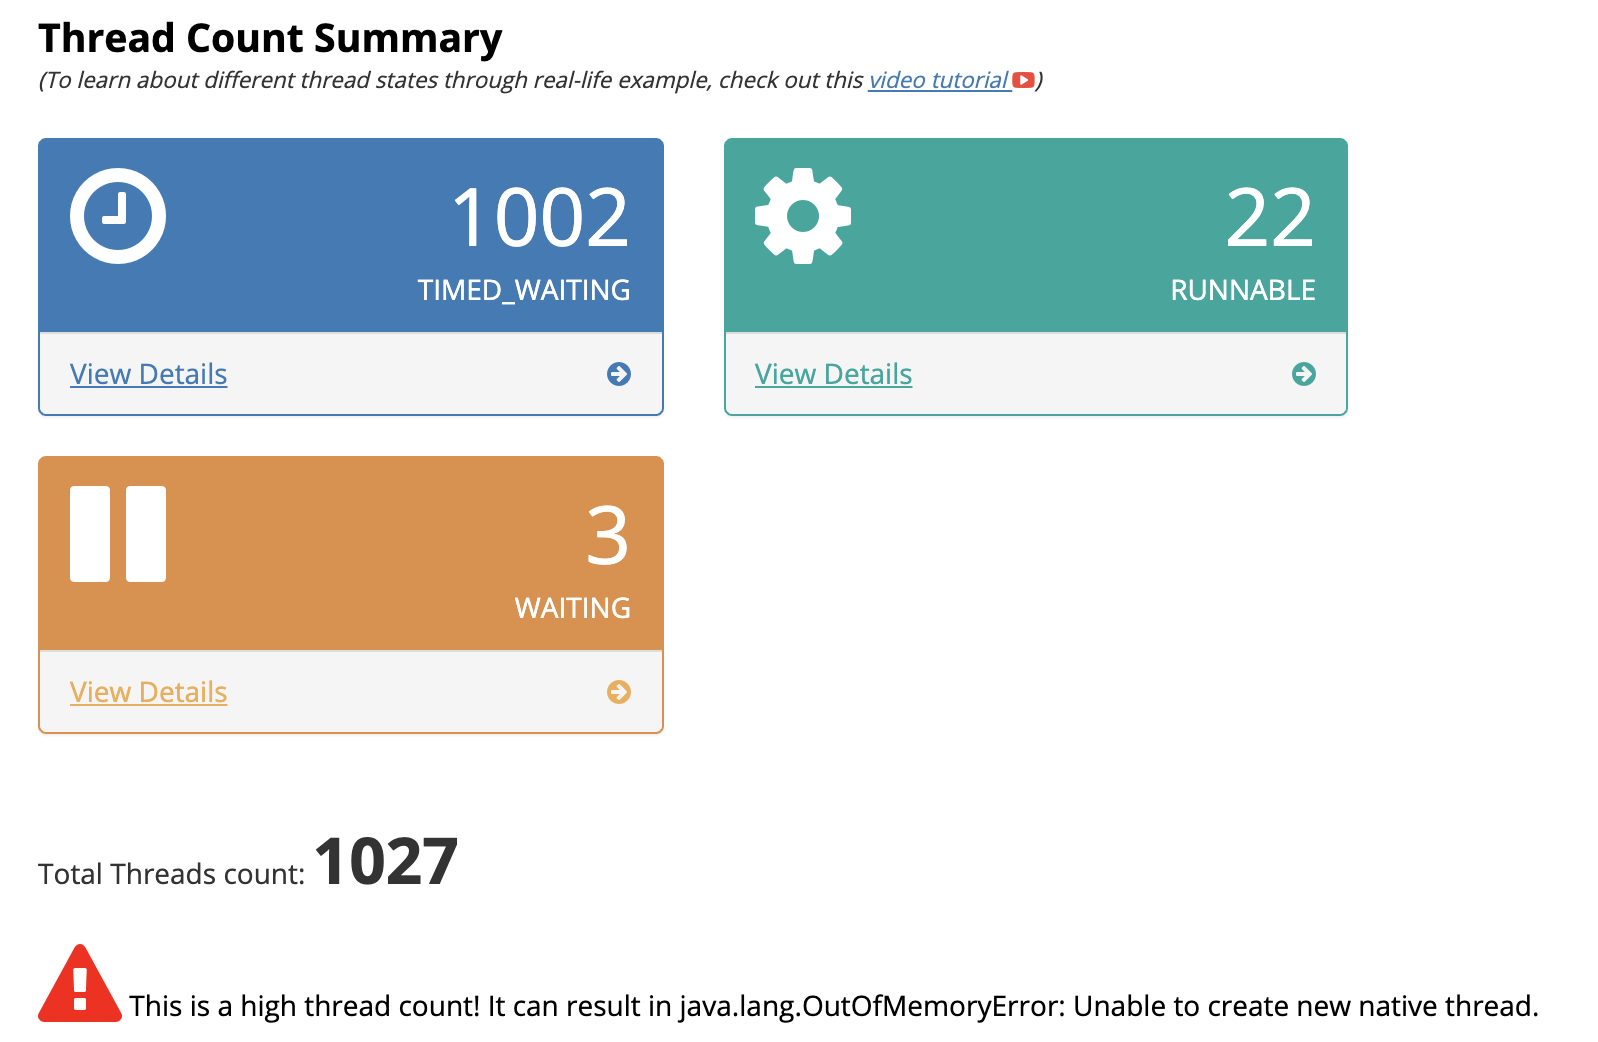 Thread Count Summary
(To learn about different thread states through real-life example, check out this video tutorial )
1002
TIMED_WAITING
View Details
22
RUNNABLE
View Details
3
WAITING
View Details
Total Threads count: 1027
This is a high thread count! It can result in java.lang.OutOfMemoryError: Unable to create new native thread.